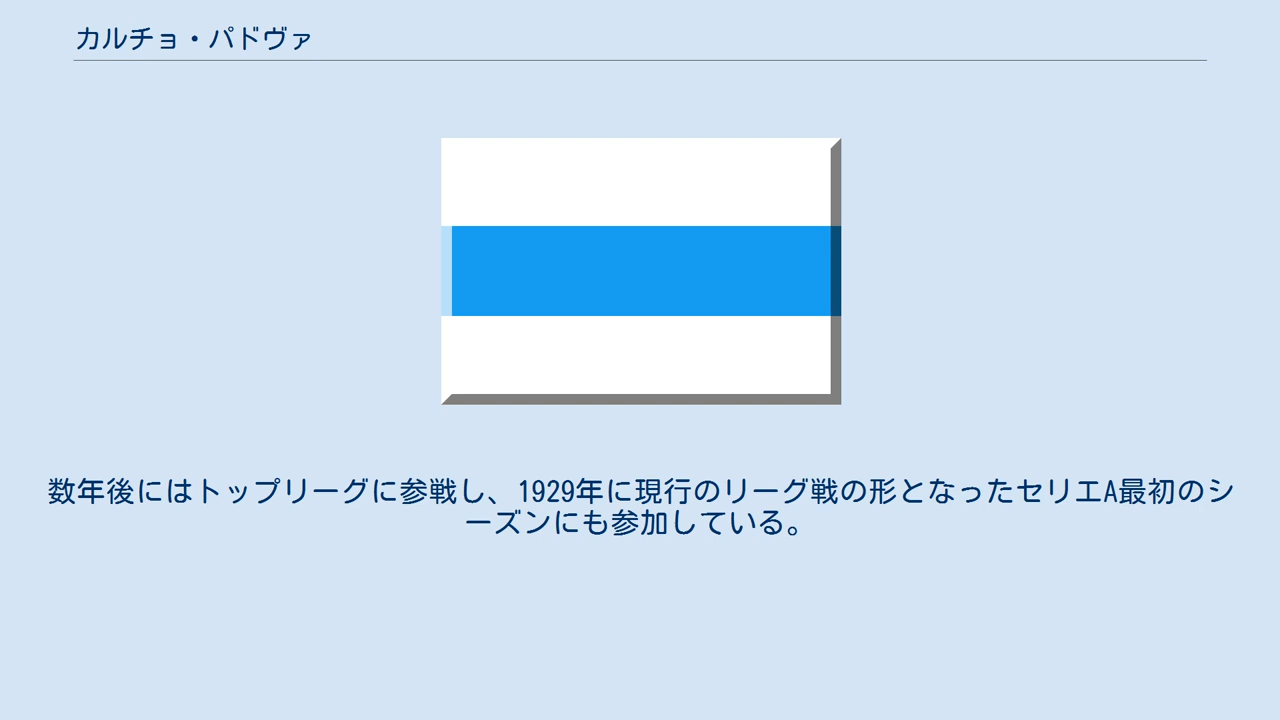 カルチョ・パドヴァ
数年後にはトップリーグに参戦し、1929年に現行のリーグ戦の形となったセリエA最初のシ
ーズンにも参加している。